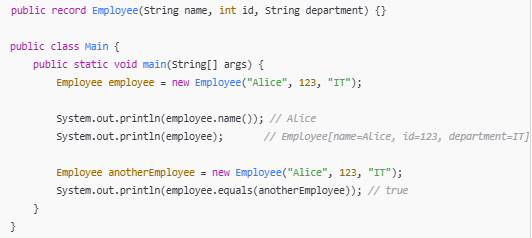 public record Employee(String name, int id, String department) {}
public class Main {
public static void main(String[] args) {
Employee employee = new Employee("Alice", 123, "IT");
System.out.println(employee.name()); // Alice
System.out.println(employee); // Employee[name=Alice, id=123, department=IT]
Employee anotherEmployee = new Employee("Alice", 123, "IT");
System.out.println(employee.equals(anotherEmployee)); // true
}
}